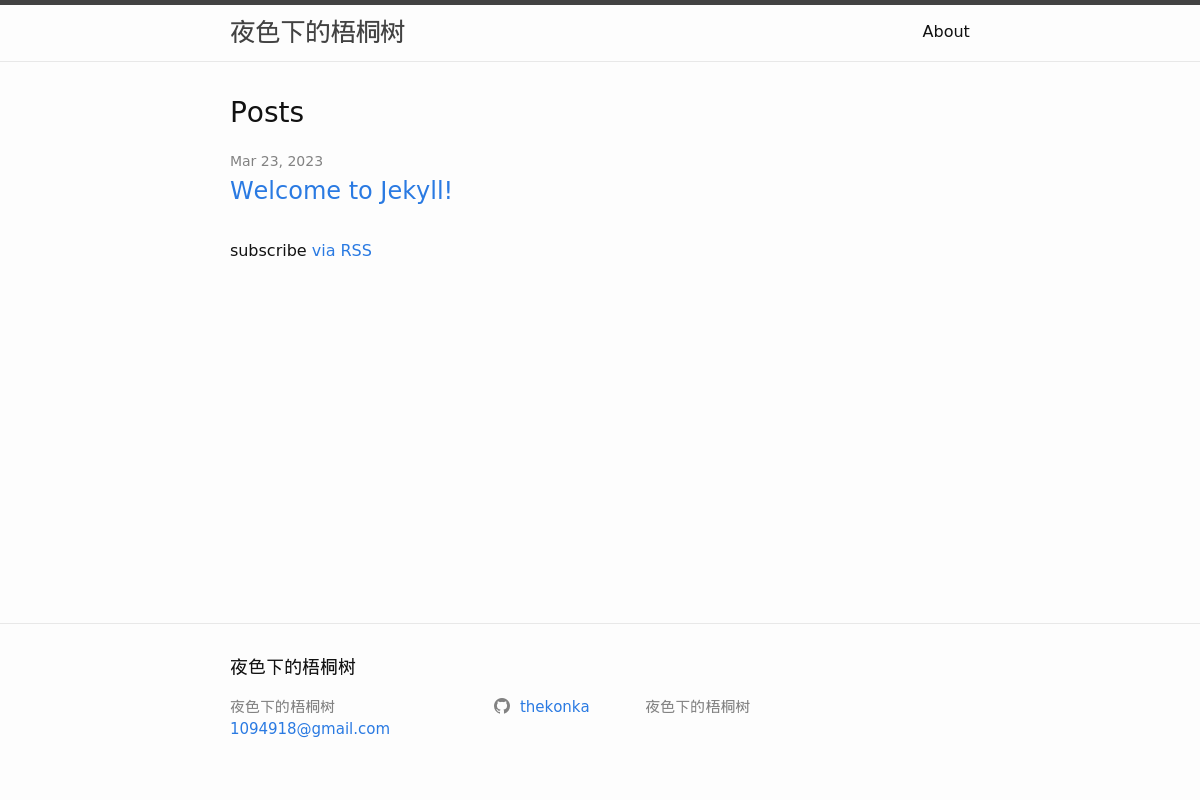 夜色下的梧桐树
About
Posts
Mar 23, 2023
Welcome to Jekyll!
subscribe via RSS
夜色下的梧桐树
夜色下的梧桐树
1094918@gmail.com
thekonka
夜色下的梧桐树